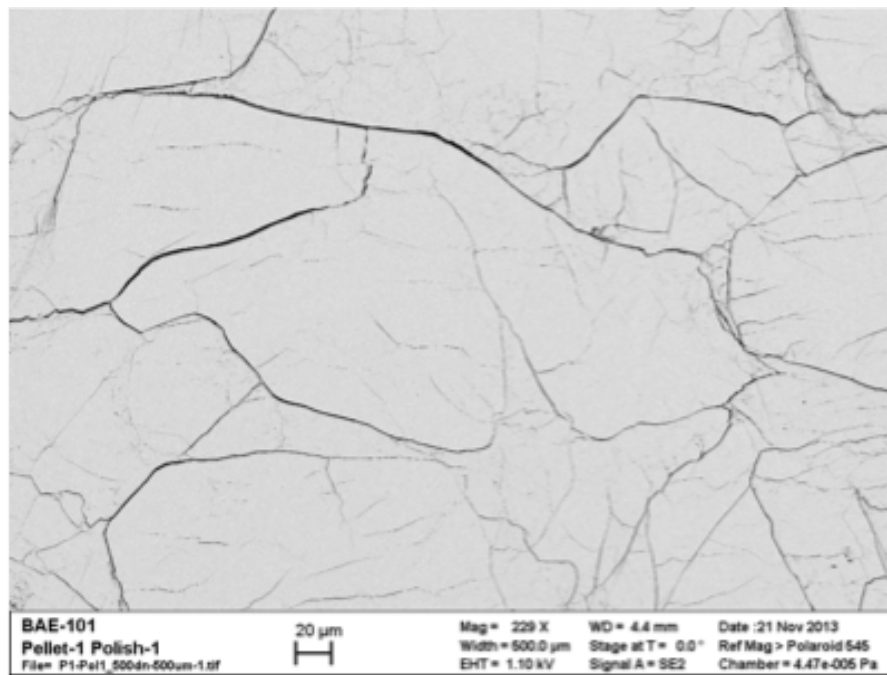 BAE-101
Pellet-1 Polish-1
File= P1-Pel1_500dn-500um-1.tif
20 µm
Mag = 229 X
Width = 500.0 µm
EHT = 1.10 kV
WD = 4.4 mm
Stage at T = 0.0 °
Signal A = SE2
Date :21 Nov 2013
Ref Mag > Polaroid 545
Chamber = 4.47e-005 Pa